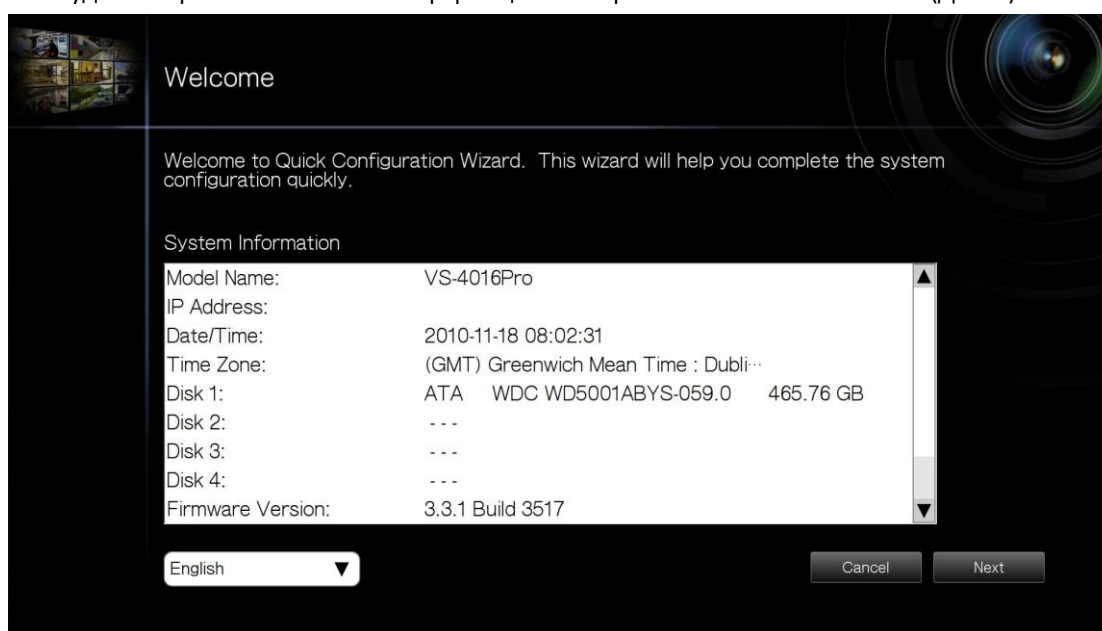 Welcome
Welcome to Quick Configuration Wizard. This wizard will help you complete the system
configuration quickly.
System Information
Model Name: VS-4016Pro
IP Address:
Date/Time: 2010-11-18 08:02:31
Time Zone: (GMT) Greenwich Mean Time : Dubli…
Disk 1: ATA WDC WD5001ABYS-059.0 465.76 GB
Disk 2: ---
Disk 3: ---
Disk 4: ---
Firmware Version: 3.3.1 Build 3517
English ▼ Cancel Next